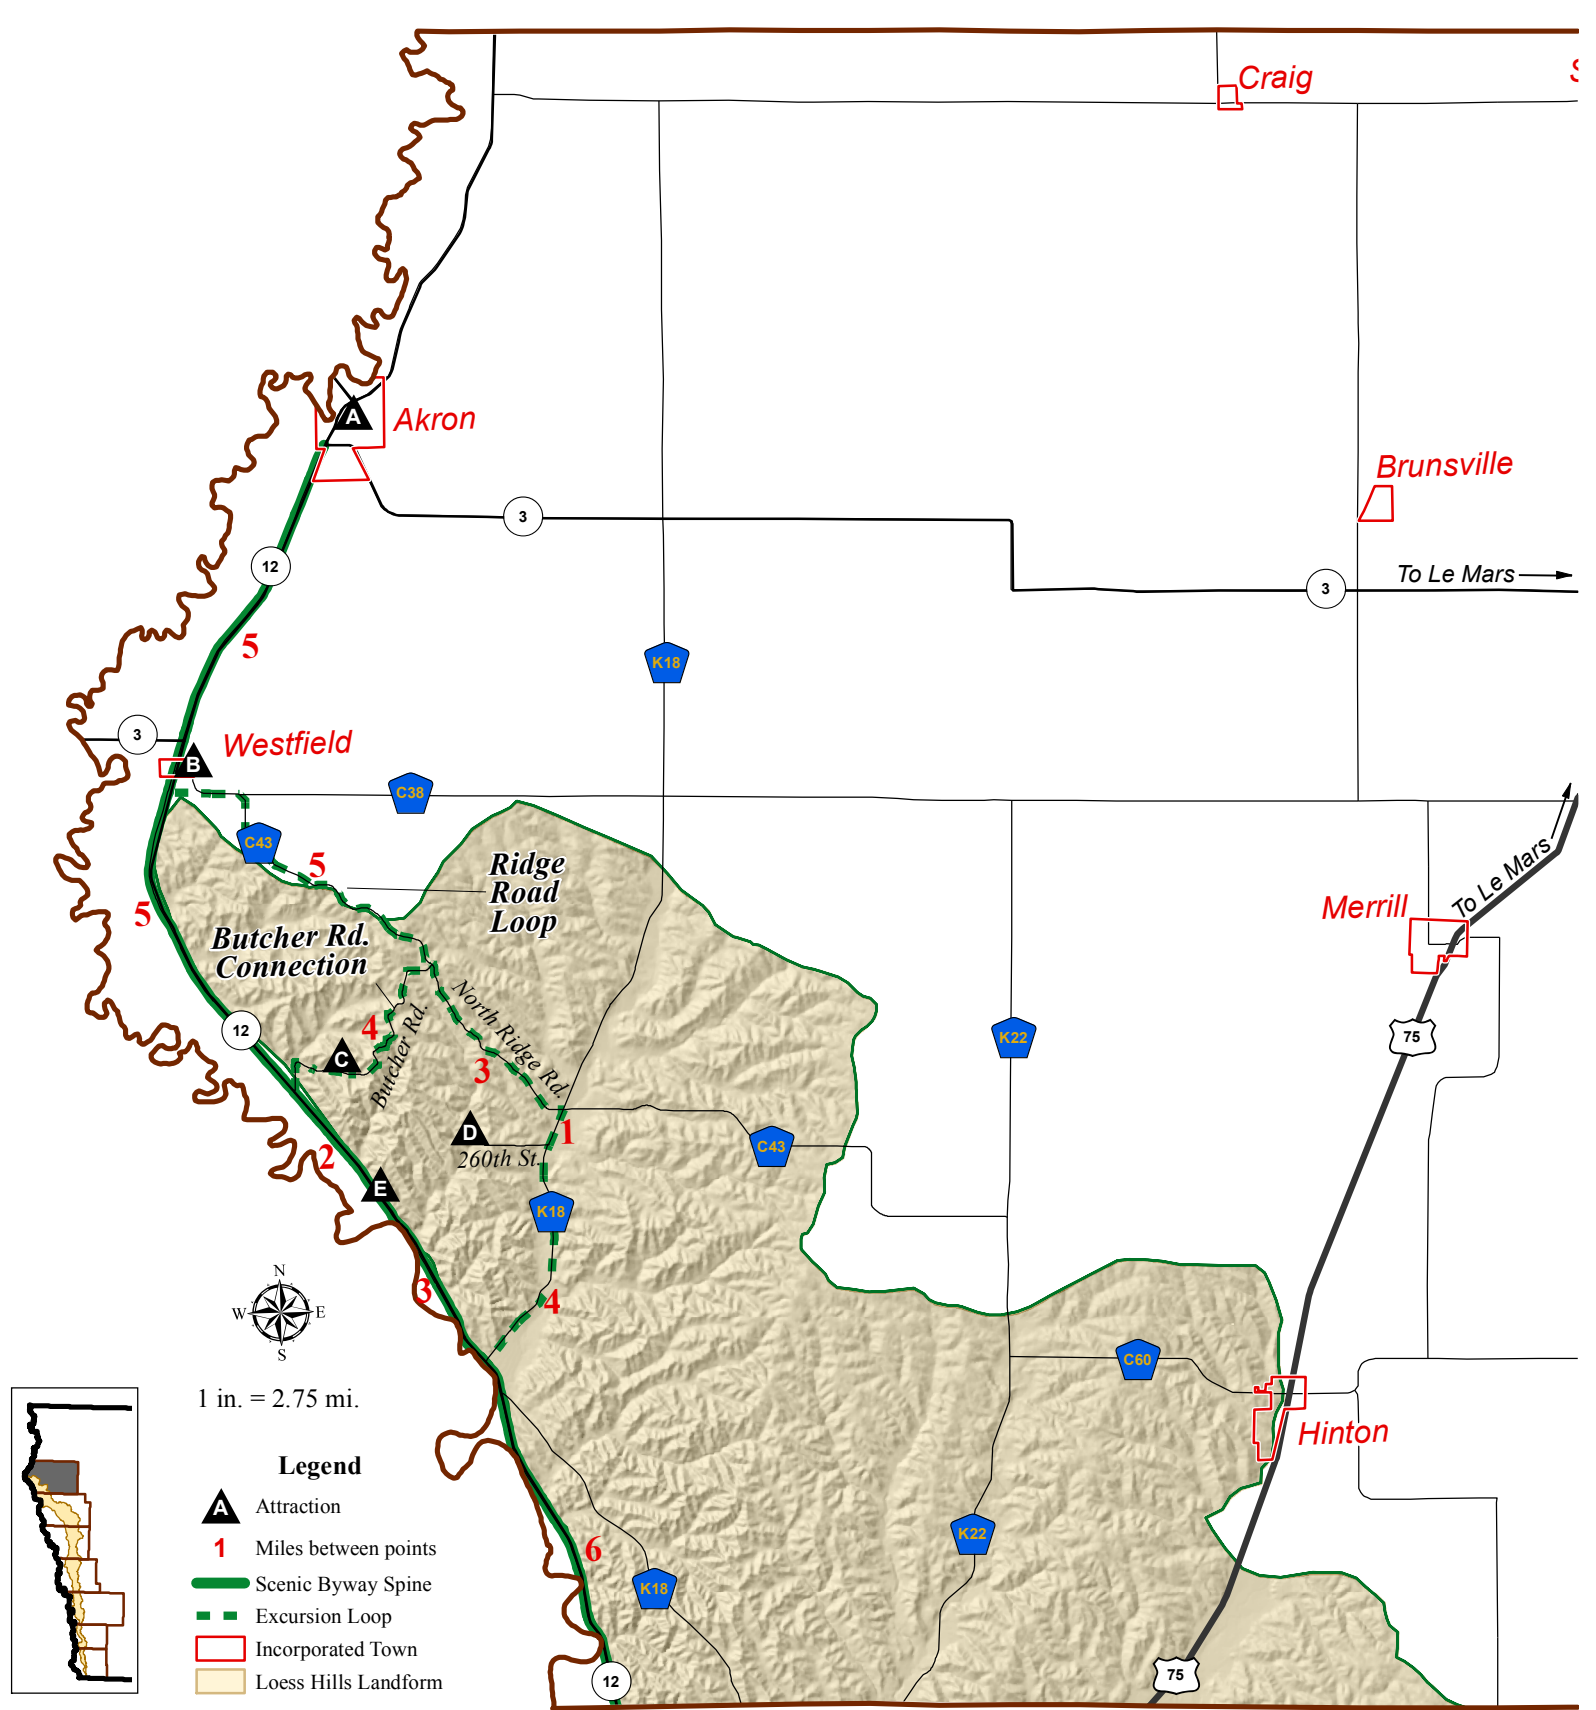 Craig
S
A
Akron
Brunsville
3
12
To Le Mars
3
5
K18
3
Westfield
B
C38
C43
5
Ridge
Road
Loop
To Le Mars
5
Merrill
Butcher Rd.
Connection
North Ridge Rd.
12
4
Butcher Rd.
K22
75
C
3
D
1
260th St.
C43
2
E
K18
N
W E
S
3
4
C60
1 in. = 2.75 mi.
Hinton
Legend
A Attraction
1 Miles between points
Scenic Byway Spine
Excursion Loop
Incorporated Town
Loess Hills Landform
6
K22
K18
12
75